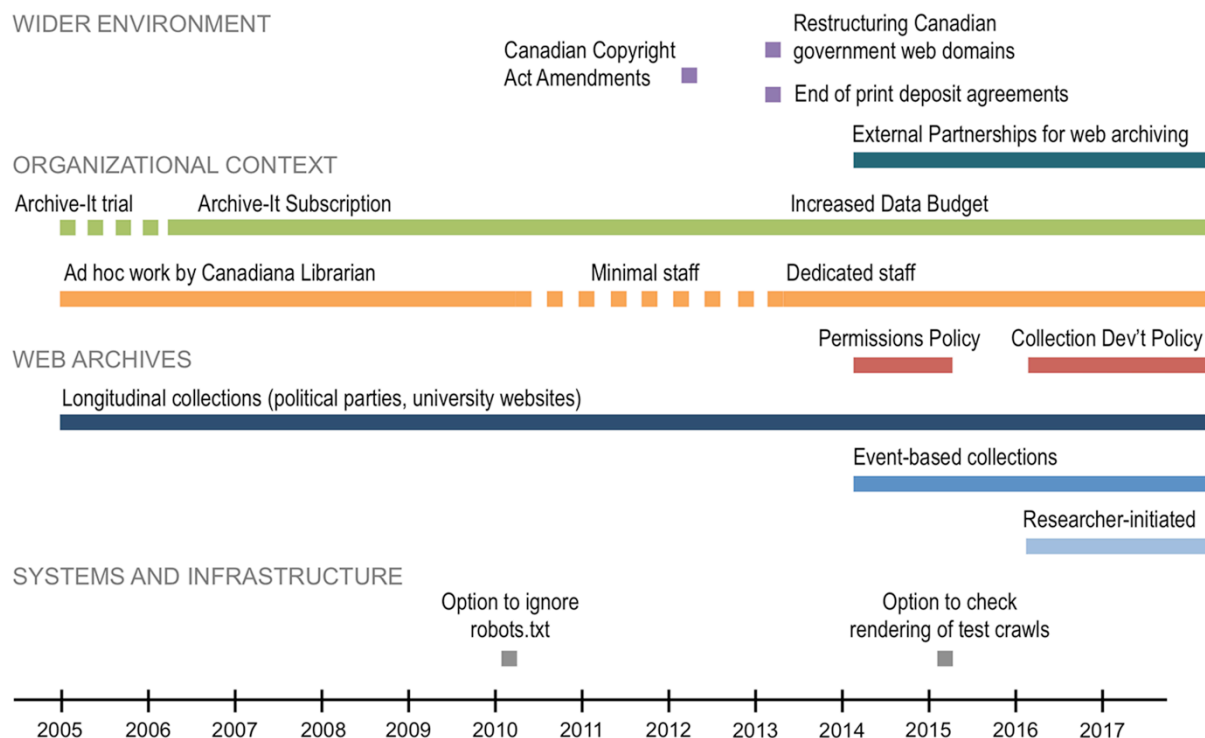 WIDER ENVIRONMENT
Canadian Copyright
Act Amendments
Restructuring Canadian
government web domains
End of print deposit agreements
External Partnerships for web archiving
ORGANIZATIONAL CONTEXT
Archive-It trial
Archive-It Subscription
Increased Data Budget
Ad hoc work by Canadiana Librarian
Minimal staff
Dedicated staff
Permissions Policy
Collection Dev't Policy
WEB ARCHIVES
Longitudinal collections (political parties, university websites)
Event-based collections
Researcher-initiated
SYSTEMS AND INFRASTRUCTURE
Option to ignore
robots.txt
Option to check
rendering of test crawls
2005 2006 2007 2008 2009 2010 2011 2012 2013 2014 2015 2016 2017